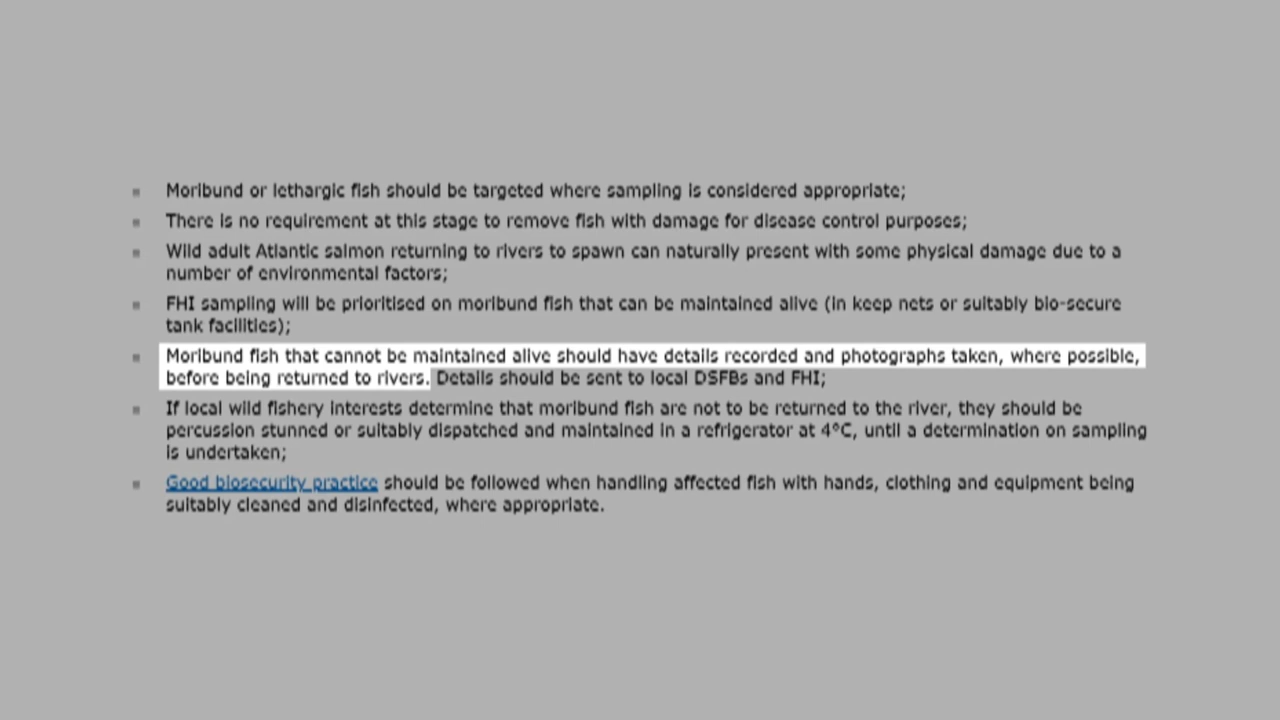 Moribund or lethargic fish should be targeted where sampling is considered appropriate;
There is no requirement at this stage to remove fish with damage for disease control purposes;
Wild adult Atlantic salmon returning to rivers to spawn can naturally present with some physical damage due to a
number of environmental factors;
FHI sampling will be prioritised on moribund fish that can be maintained alive (in keep nets or suitably bio-secure
tank facilities);
Moribund fish that cannot be maintained alive should have details recorded and photographs taken, where possible,
before being returned to rivers. Details should be sent to local DSFBs and FHI;
If local wild fishery interests determine that moribund fish are not to be returned to the river, they should be
percussion stunned or suitably dispatched and maintained in a refrigerator at 4°C, until a determination on sampling
is undertaken;
Good biosecurity practice should be followed when handling affected fish with hands, clothing and equipment being
suitably cleaned and disinfected, where appropriate.